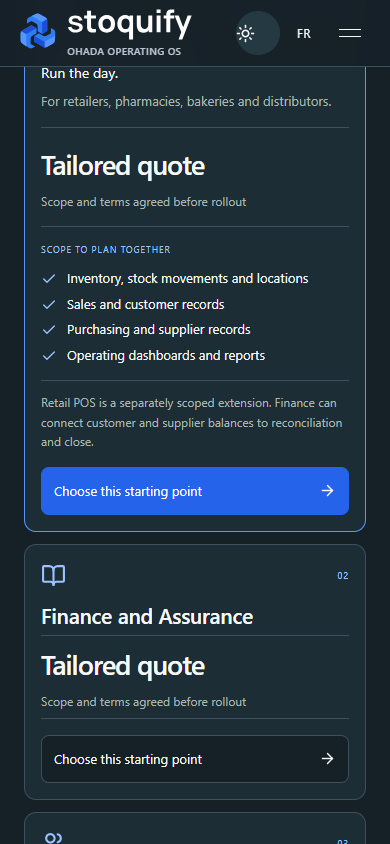 stoquify
OHADA OPERATING OS
FR
Run the day.
For retailers, pharmacies, bakeries and distributors.
Tailored quote
Scope and terms agreed before rollout
SCOPE TO PLAN TOGETHER
Inventory, stock movements and locations
Sales and customer records
Purchasing and supplier records
Operating dashboards and reports
Retail POS is a separately scoped extension. Finance can
connect customer and supplier balances to reconciliation
and close.
Choose this starting point
02
Finance and Assurance
Tailored quote
Scope and terms agreed before rollout
Choose this starting point
03